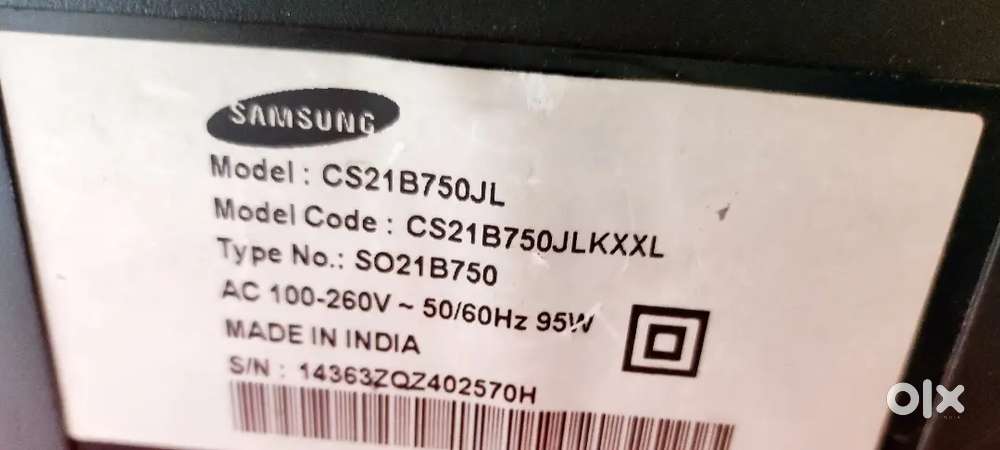 SAMSUNG
Model : CS21B750JL
Model Code : CS21B750JLKXXL
Type No.: SO21B750
AC 100-260V ~ 50/60Hz 95W
MADE IN INDIA
S/N : 14363ZQZ402570H
olx
INDIA